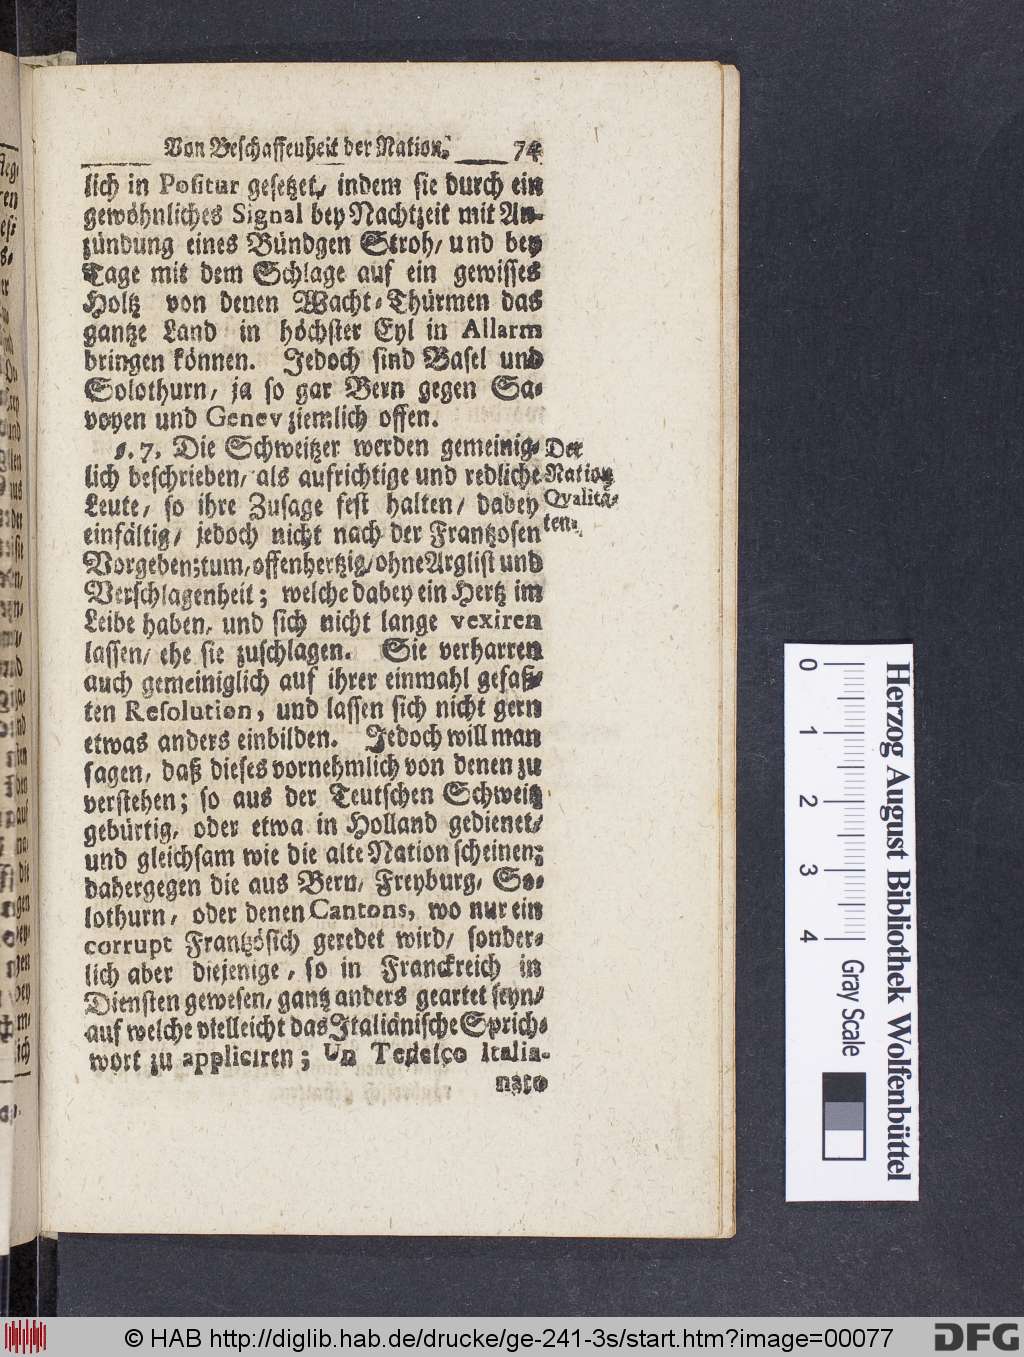 Von Beschaffenheit der Nation. 74
lich in Positur gesetzet, indem sie durch ein
gewöhnliches Signal bey Nachtzeit mit An-
zündung eines Bündgen Stroh/ und bey
Tage mit dem Schlage auf ein gewisses
Holtz von denen Wacht-Thürmen das
gantze Land in höchster Eyl in Allarm
bringen können. Jedoch sind Basel und
Solothurn, ja so gar Bern gegen Sa-
voyen und Genev ziemlich offen.
§. 7. Die Schweitzer werden gemeinig-
lich beschrieben/ als aufrichtige und redliche
Leute, so ihre Zusage fest halten/ dabey
einfältig/ jedoch nicht nach der Frantzosen
Vorgeben; tum, offenhertzig/ ohne Arglist und
Verschlagenheit; welche dabey ein Hertz im
Leibe haben, und sich nicht lange vexiren
lassen/ ehe sie zuschlagen. Sie verharren
auch gemeiniglich auf ihrer einmahl gefaß-
ten Resolution, und lassen sich nicht gern
etwas anders einbilden. Jedoch will man
sagen, daß dieses vornehmlich von denen zu
verstehen; so aus der Teutschen Schweitz
gebürtig, oder etwa in Holland gedienet/
und gleichsam wie die alte Nation scheinen;
dahergegen die aus Bern/ Freyburg, So-
lothurn, oder denen Cantons, wo nur ein
corrupt Frantzösich geredet wird/ sonder-
lich aber diejenige, so in Franckreich in
Diensten gewesen/ gantz anders geartet seyn/
auf welche vielleicht das Italiänische Sprich-
wort zu appliciren; Un Tedesco Italia-
nato
Der
Nation
Qvalitä-
ten.
0 1 2 3 4
Gray Scale
Herzog August Bibliothek Wolfenbüttel
© HAB http://diglib.hab.de/drucke/ge-241-3s/start.htm?image=00077
DFG